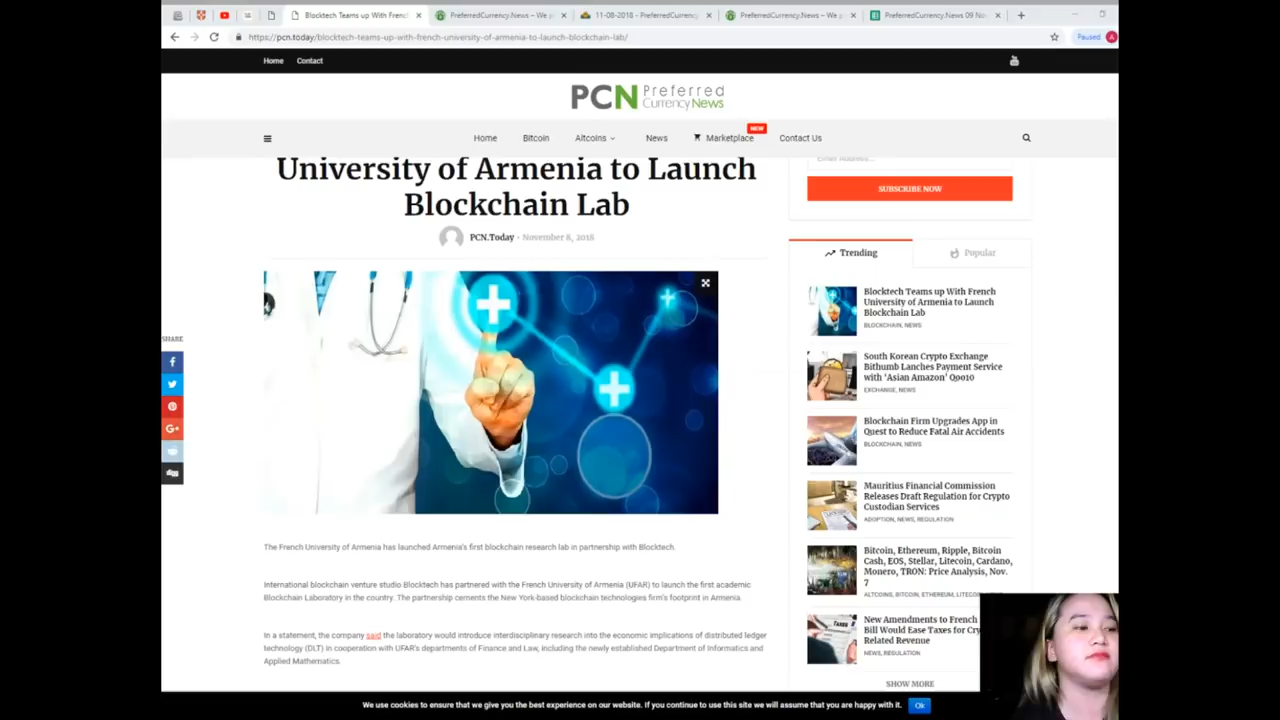 Blocktech Teams up With Frenc
PreferredCurrency.News – We p
11-08-2018 - PreferredCurrency
PreferredCurrency.News – We p
PreferredCurrency.News 09 No
https://pcn.today/blocktech-teams-up-with-french-university-of-armenia-to-launch-blockchain-lab/
Paused
A
Home
Contact
PCN Preferred
Currency News
Home
Bitcoin
Altcoins
News
NEW
Marketplace
Contact Us
University of Armenia to Launch
Blockchain Lab
PCN.Today - November 8, 2018
SHARE
The French University of Armenia has launched Armenia's first blockchain research lab in partnership with Blocktech.
International blockchain venture studio Blocktech has partnered with the French University of Armenia (UFAR) to launch the first academic
Blockchain Laboratory in the country. The partnership cements the New York-based blockchain technologies firm's footprint in Armenia.
In a statement, the company said the laboratory would introduce interdisciplinary research into the economic implications of distributed ledger
technology (DLT) in cooperation with UFAR's departments of Finance and Law, including the newly established Department of Informatics and
Applied Mathematics.
Email Address...
SUBSCRIBE NOW
Trending
Popular
Blocktech Teams up With French
University of Armenia to Launch
Blockchain Lab
BLOCKCHAIN, NEWS
South Korean Crypto Exchange
Bithumb Lanches Payment Service
with 'Asian Amazon' Q0010
EXCHANGE, NEWS
Blockchain Firm Upgrades App in
Quest to Reduce Fatal Air Accidents
BLOCKCHAIN, NEWS
Mauritius Financial Commission
Releases Draft Regulation for Crypto
Custodian Services
ADOPTION, NEWS, REGULATION
Bitcoin, Ethereum, Ripple, Bitcoin
Cash, EOS, Stellar, Litecoin, Cardano,
Monero, TRON: Price Analysis, Nov.
7
ALTCOINS, BITCOIN, ETHEREUM, LITECOI
New Amendments to French
Bill Would Ease Taxes for Cry
Related Revenue
NEWS, REGULATION
SHOW MORE
We use cookies to ensure that we give you the best experience on our website. If you continue to use this site we will assume that you are happy with it.
Ok